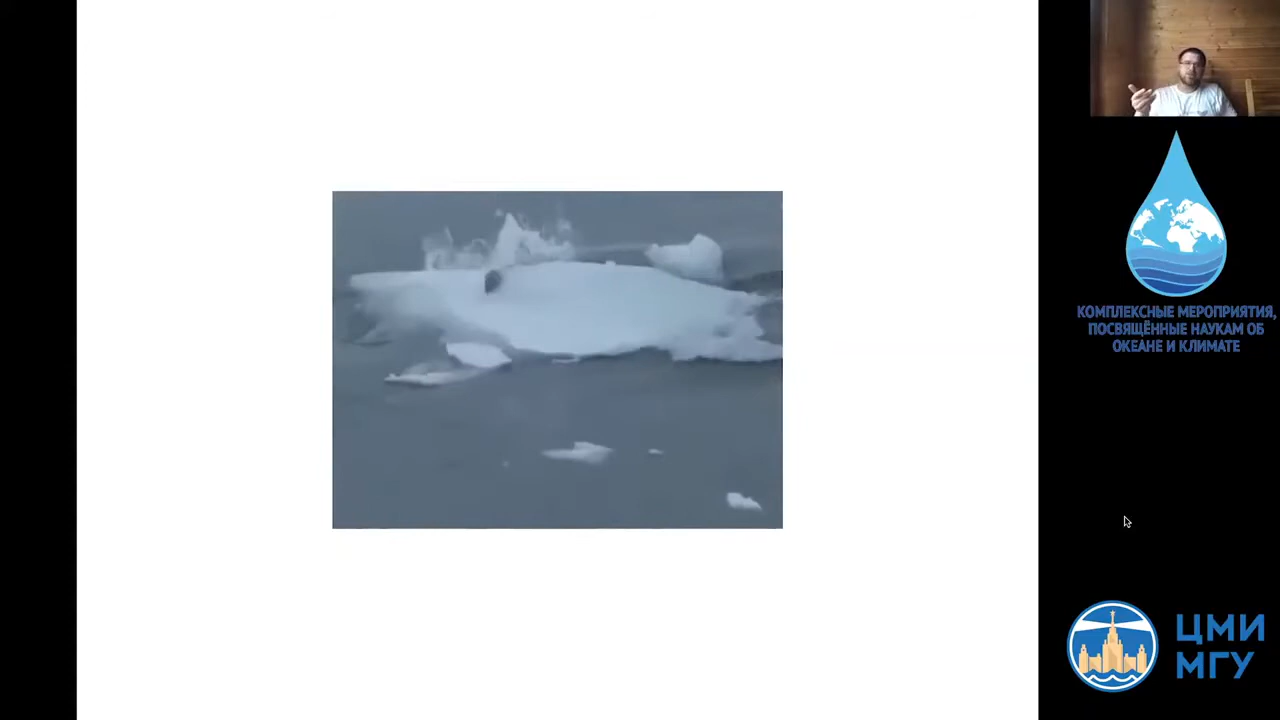 КОМПЛЕКСНЫЕ МЕРОПРИЯТИЯ,
ПОСВЯЩЁННЫЕ НАУКАМ ОБ
ОКЕАНЕ И КЛИМАТЕ
ЦМИ
МГУ